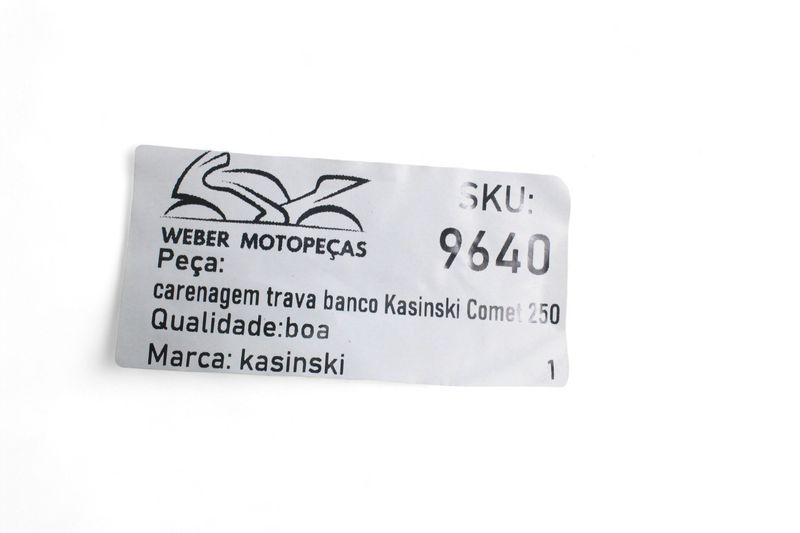 WEBER MOTOPEÇAS
SKU:
9640
Peça:
carenagem trava banco Kasinski Comet 250
Qualidade:boa
Marca: kasinski
1